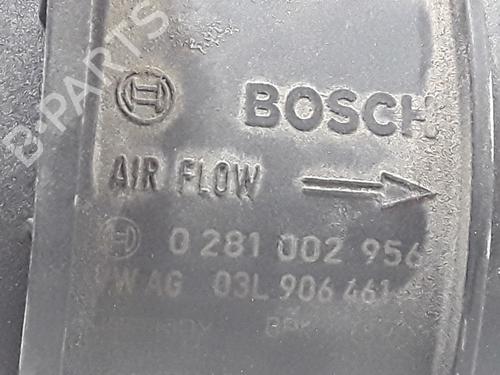 B-PARTS
BOSCH
AIR FLOW
0 281 002 956
VW AG 03L 906 461